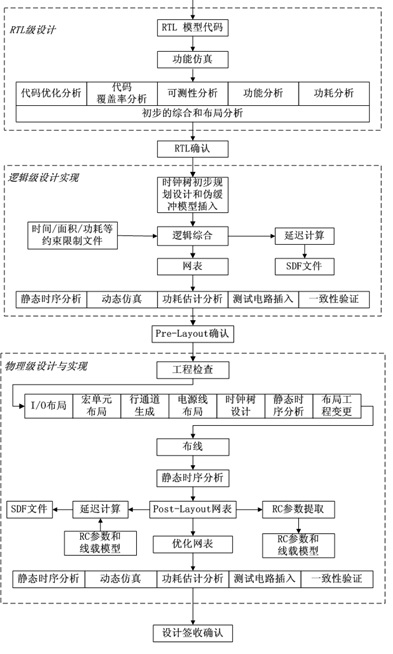 RTL级设计
RTL 模型代码
功能仿真
代码优化分析
代码
覆盖率分析
可测性分析
功能分析
功耗分析
初步的综合和布局分析
RTL确认
逻辑级设计实现
时钟树初步规
划设计和伪缓
冲模型插入
时间/面积/功耗等
约束限制文件
逻辑综合
延迟计算
网表
SDF文件
静态时序分析
动态仿真
功耗估计分析
测试电路插入
一致性验证
Pre-Layout确认
物理级设计与实现
工程检查
I/O布局
宏单元
布局
行通道
生成
电源线
布局
时钟树
设计
静态时
序分析
布局工
程变更
布线
静态时序分析
SDF文件
延迟计算
Post-Layout网表
RC参数提取
RC参数和
线载模型
优化网表
RC参数和
线载模型
静态时序分析
动态仿真
功耗估计分析
测试电路插入
一致性验证
设计签收确认